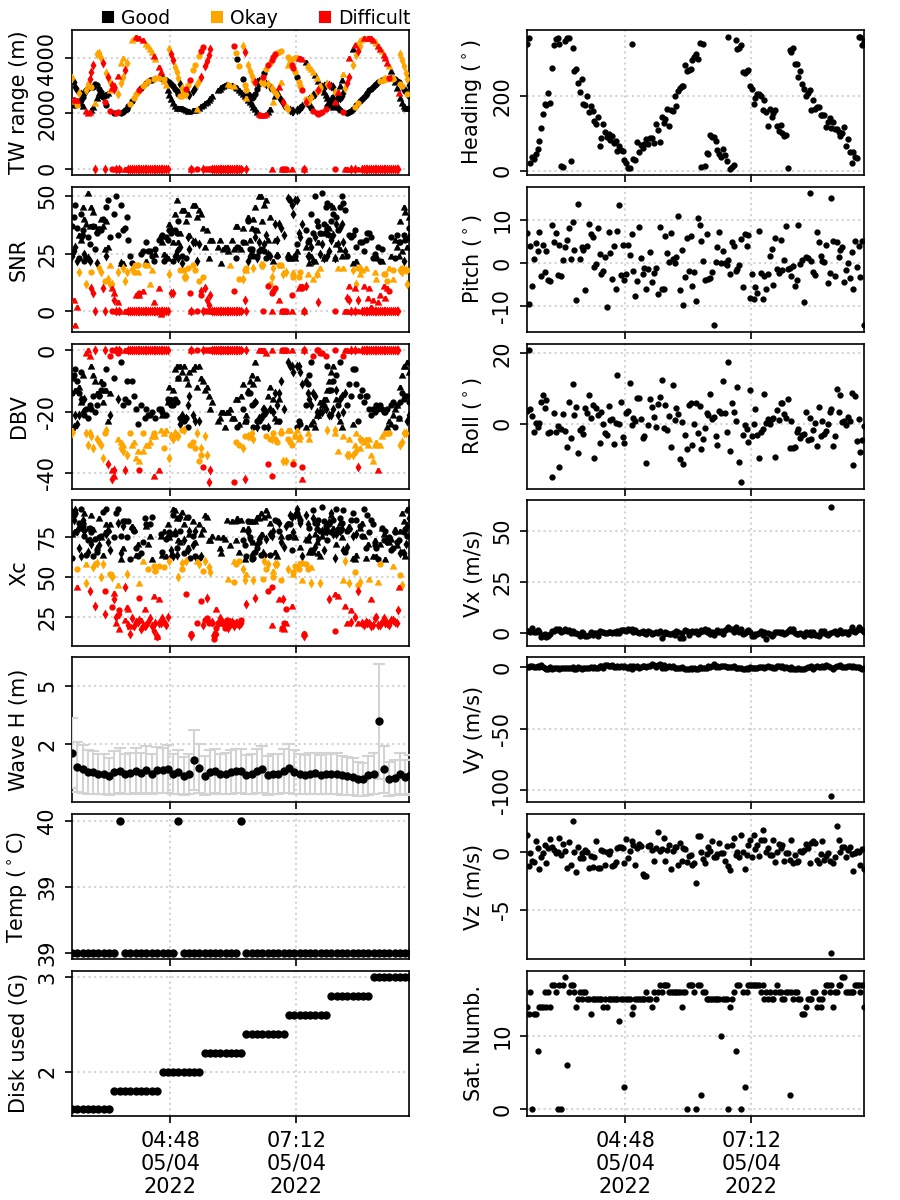 Good Okay Difficult
TW range (m)
4000
2000
0
Heading (°)
200
0
SNR
50
25
0
Pitch (°)
10
0
-10
DBV
0
-20
-40
Roll (°)
20
0
Xc
75
50
25
Vx (m/s)
50
25
0
Wave H (m)
5
2
Vy (m/s)
0
-50
-100
Temp (°C)
40
39
39
Vz (m/s)
0
-5
Disk used (G)
3
2
Sat. Numb.
10
0
04:48 07:12 04:48 07:12
05/04 05/04 05/04 05/04
2022 2022 2022 2022